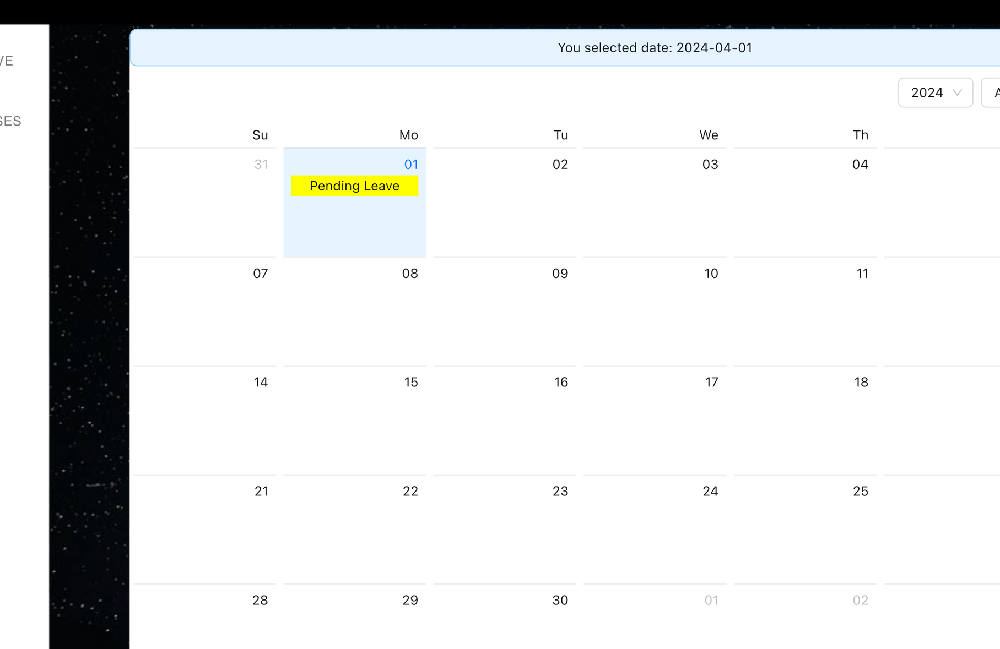 You selected date: 2024-04-01
VE
2024
SES
Su Mo Tu We Th
31 01 02 03 04
Pending Leave
07 08 09 10 11
14 15 16 17 18
21 22 23 24 25
28 29 30 01 02